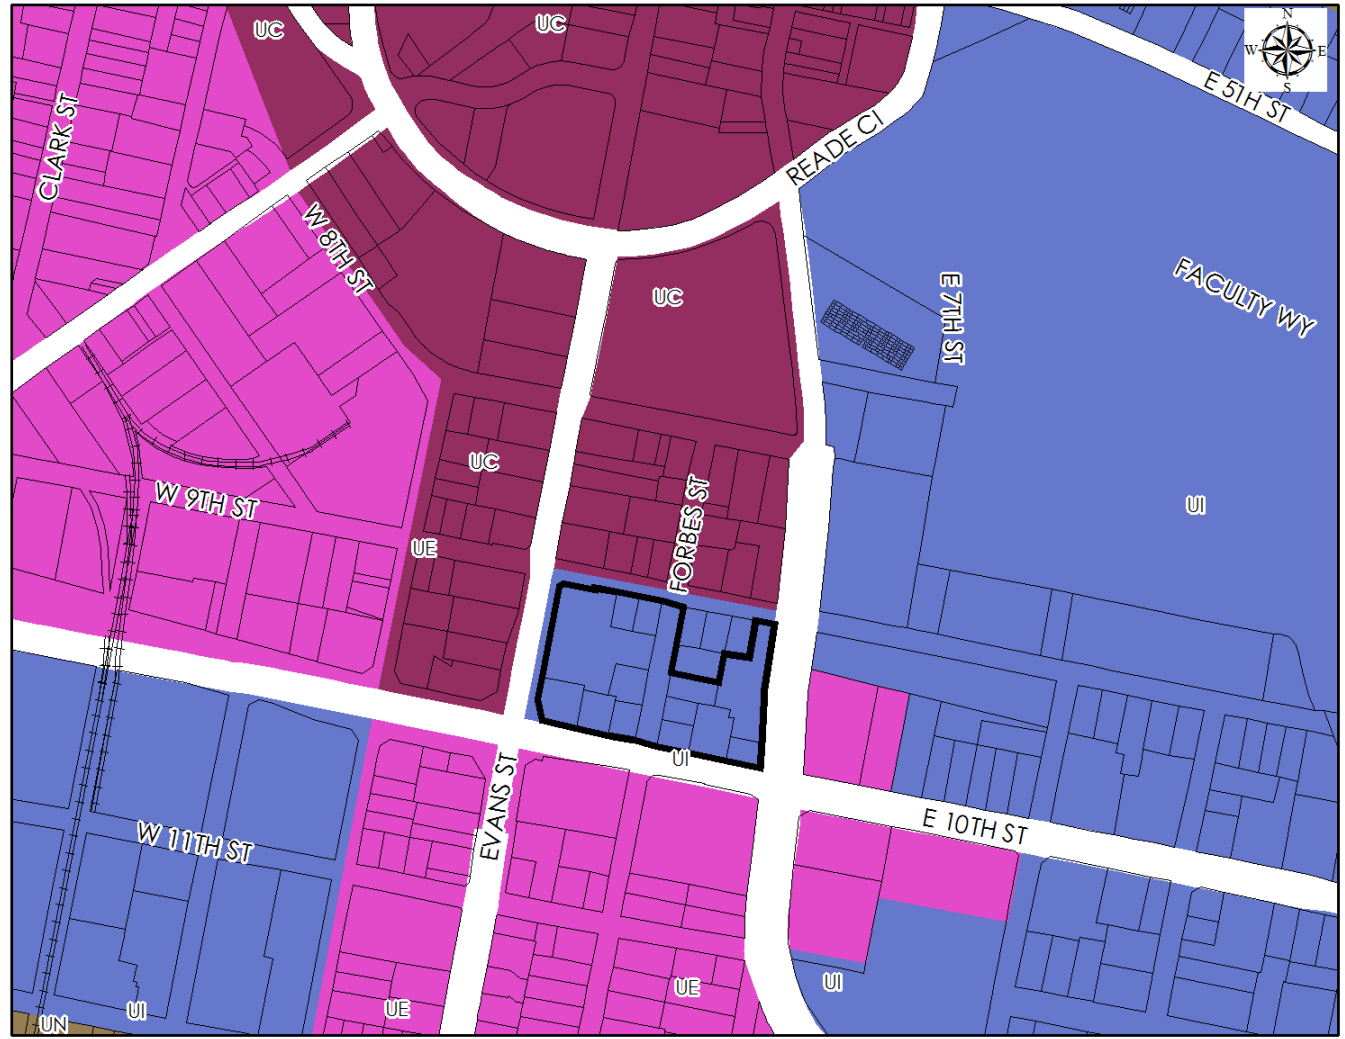 UC
UC
N
W E
S
E 5TH ST
CLARK ST
READE CI
W 8TH ST
UC
E 7TH ST
FACULTY WY
UC
W 9TH ST
FORBES ST
UI
UE
UI
EVANS ST
E 10TH ST
W 11TH ST
UE
UI
UI
UE
UN